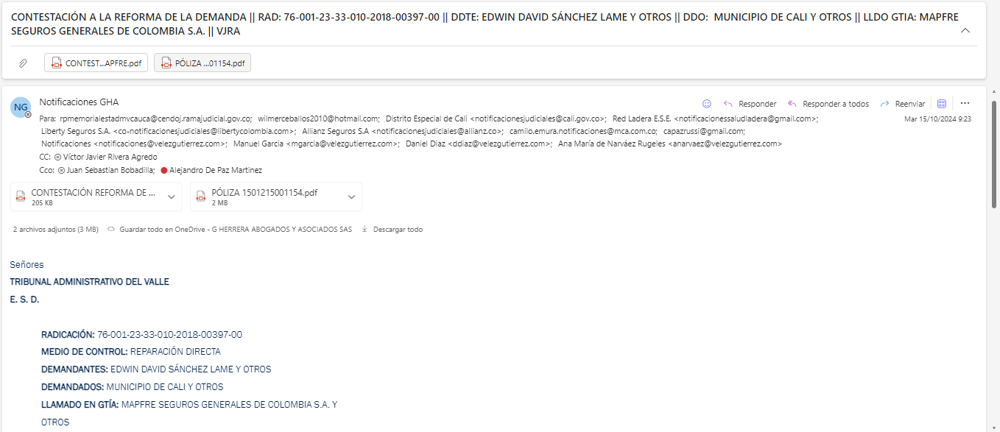 CONTESTACIÓN A LA REFORMA DE LA DEMANDA || RAD: 76-001-23-33-010-2018-00397-00 || DDTE: EDWIN DAVID SÁNCHEZ LAME Y OTROS || DDO: MUNICIPIO DE CALI Y OTROS || LLDO GTIA: MAPFRE
SEGUROS GENERALES DE COLOMBIA S.A. || VJRA
CONTEST...APFRE.pdf PÓLIZA ...01154.pdf
NG
Notificaciones GHA
Responder Responder a todos Reenviar
Mar 15/10/2024 9:23
Para: rpmemorialestadmvcauca@cendoj.ramajudicial.gov.co; wilmerceballos2010@hotmail.com; Distrito Especial de Cali <notificacionesjudiciales@cali.gov.co>; Red Ladera E.S.E. <notificacionessaludladera@gmail.com>;
Liberty Seguros S.A. <co-notificacionesjudiciales@libertycolombia.com>; Allianz Seguros S.A <notificacionesjudiciales@allianz.co>; camilo.emura.notificaciones@mca.com.co; capazrussi@gmail.com;
Notificaciones <notificaciones@velezgutierrez.com>; Manuel Garcia <mgarcia@velezgutierrez.com>; Daniel Diaz <ddiaz@velezgutierrez.com>; Ana María de Narváez Rugeles <anarvaez@velezgutierrez.com>
CC: Víctor Javier Rivera Agredo
Cco: Juan Sebastian Bobadilla; Alejandro De Paz Martinez
CONTESTACIÓN REFORMA DE ...
205 KB
PÓLIZA 1501215001154.pdf
2 MB
2 archivos adjuntos (3 MB) Guardar todo en OneDrive - G HERRERA ABOGADOS Y ASOCIADOS SAS Descargar todo
Señores
TRIBUNAL ADMINISTRATIVO DEL VALLE
E. S. D.
RADICACIÓN: 76-001-23-33-010-2018-00397-00
MEDIO DE CONTROL: REPARACIÓN DIRECTA
DEMANDANTES: EDWIN DAVID SÁNCHEZ LAME Y OTROS
DEMANDADOS: MUNICIPIO DE CALI Y OTROS
LLAMADO EN GTÍA: MAPFRE SEGUROS GENERALES DE COLOMBIA S.A. Y
OTROS